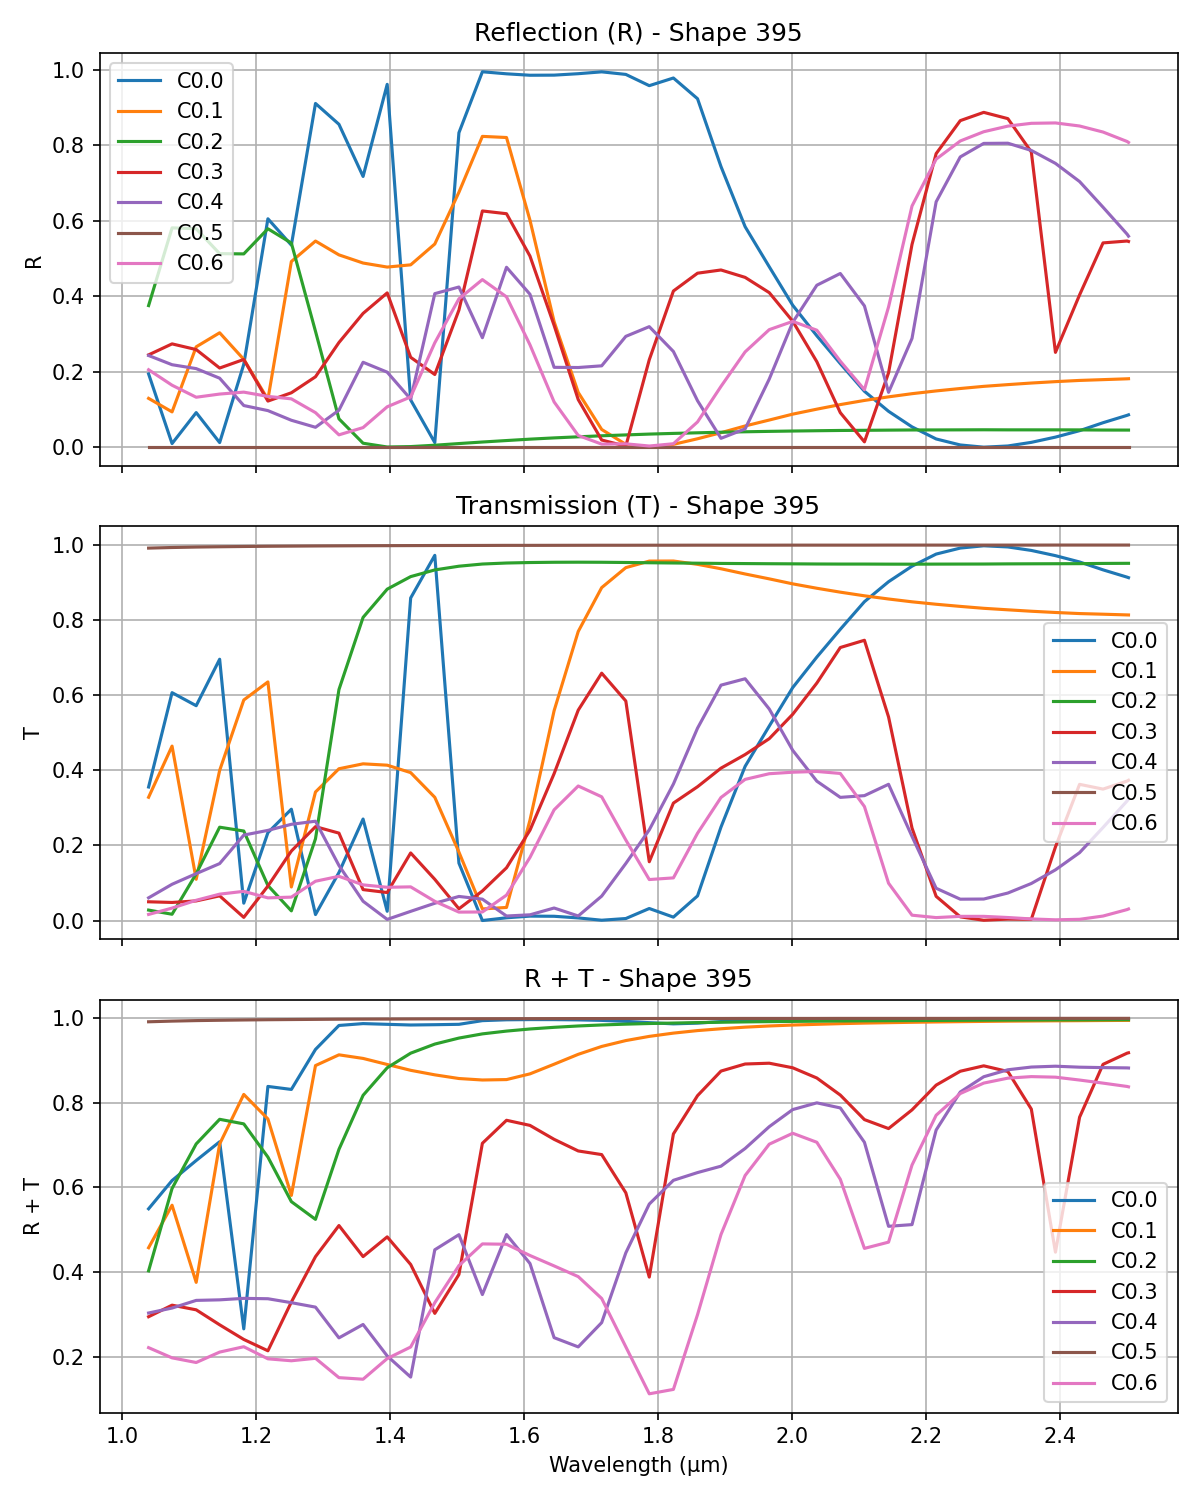 Reflection (R) - Shape 395
1.0
0.8
0.6
0.4
0.2
0.0
R
C0.0
C0.1
C0.2
C0.3
C0.4
C0.5
C0.6
Transmission (T) - Shape 395
1.0
0.8
0.6
0.4
0.2
0.0
T
C0.0
C0.1
C0.2
C0.3
C0.4
C0.5
C0.6
R + T - Shape 395
1.0
0.8
0.6
0.4
0.2
R + T
C0.0
C0.1
C0.2
C0.3
C0.4
C0.5
C0.6
1.0 1.2 1.4 1.6 1.8 2.0 2.2 2.4
Wavelength (μm)